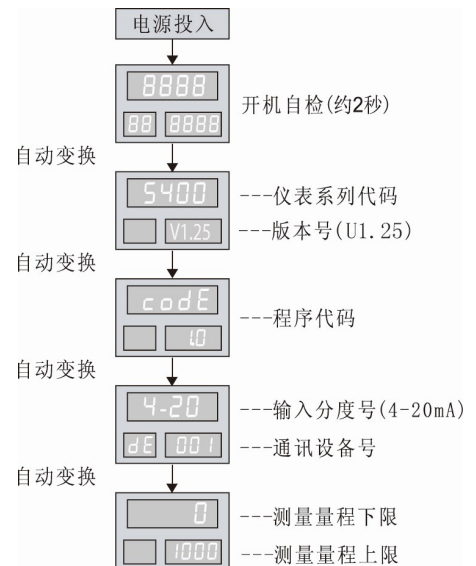 电源投入
8888
88 8888
开机自检(约2秒)
自动变换
5400
---仪表系列代码
V1.25
---版本号(U1.25)
自动变换
codE
1.0
---程序代码
自动变换
4-20
---输入分度号(4-20mA)
dE 001
---通讯设备号
自动变换
0
---测量量程下限
1000
---测量量程上限